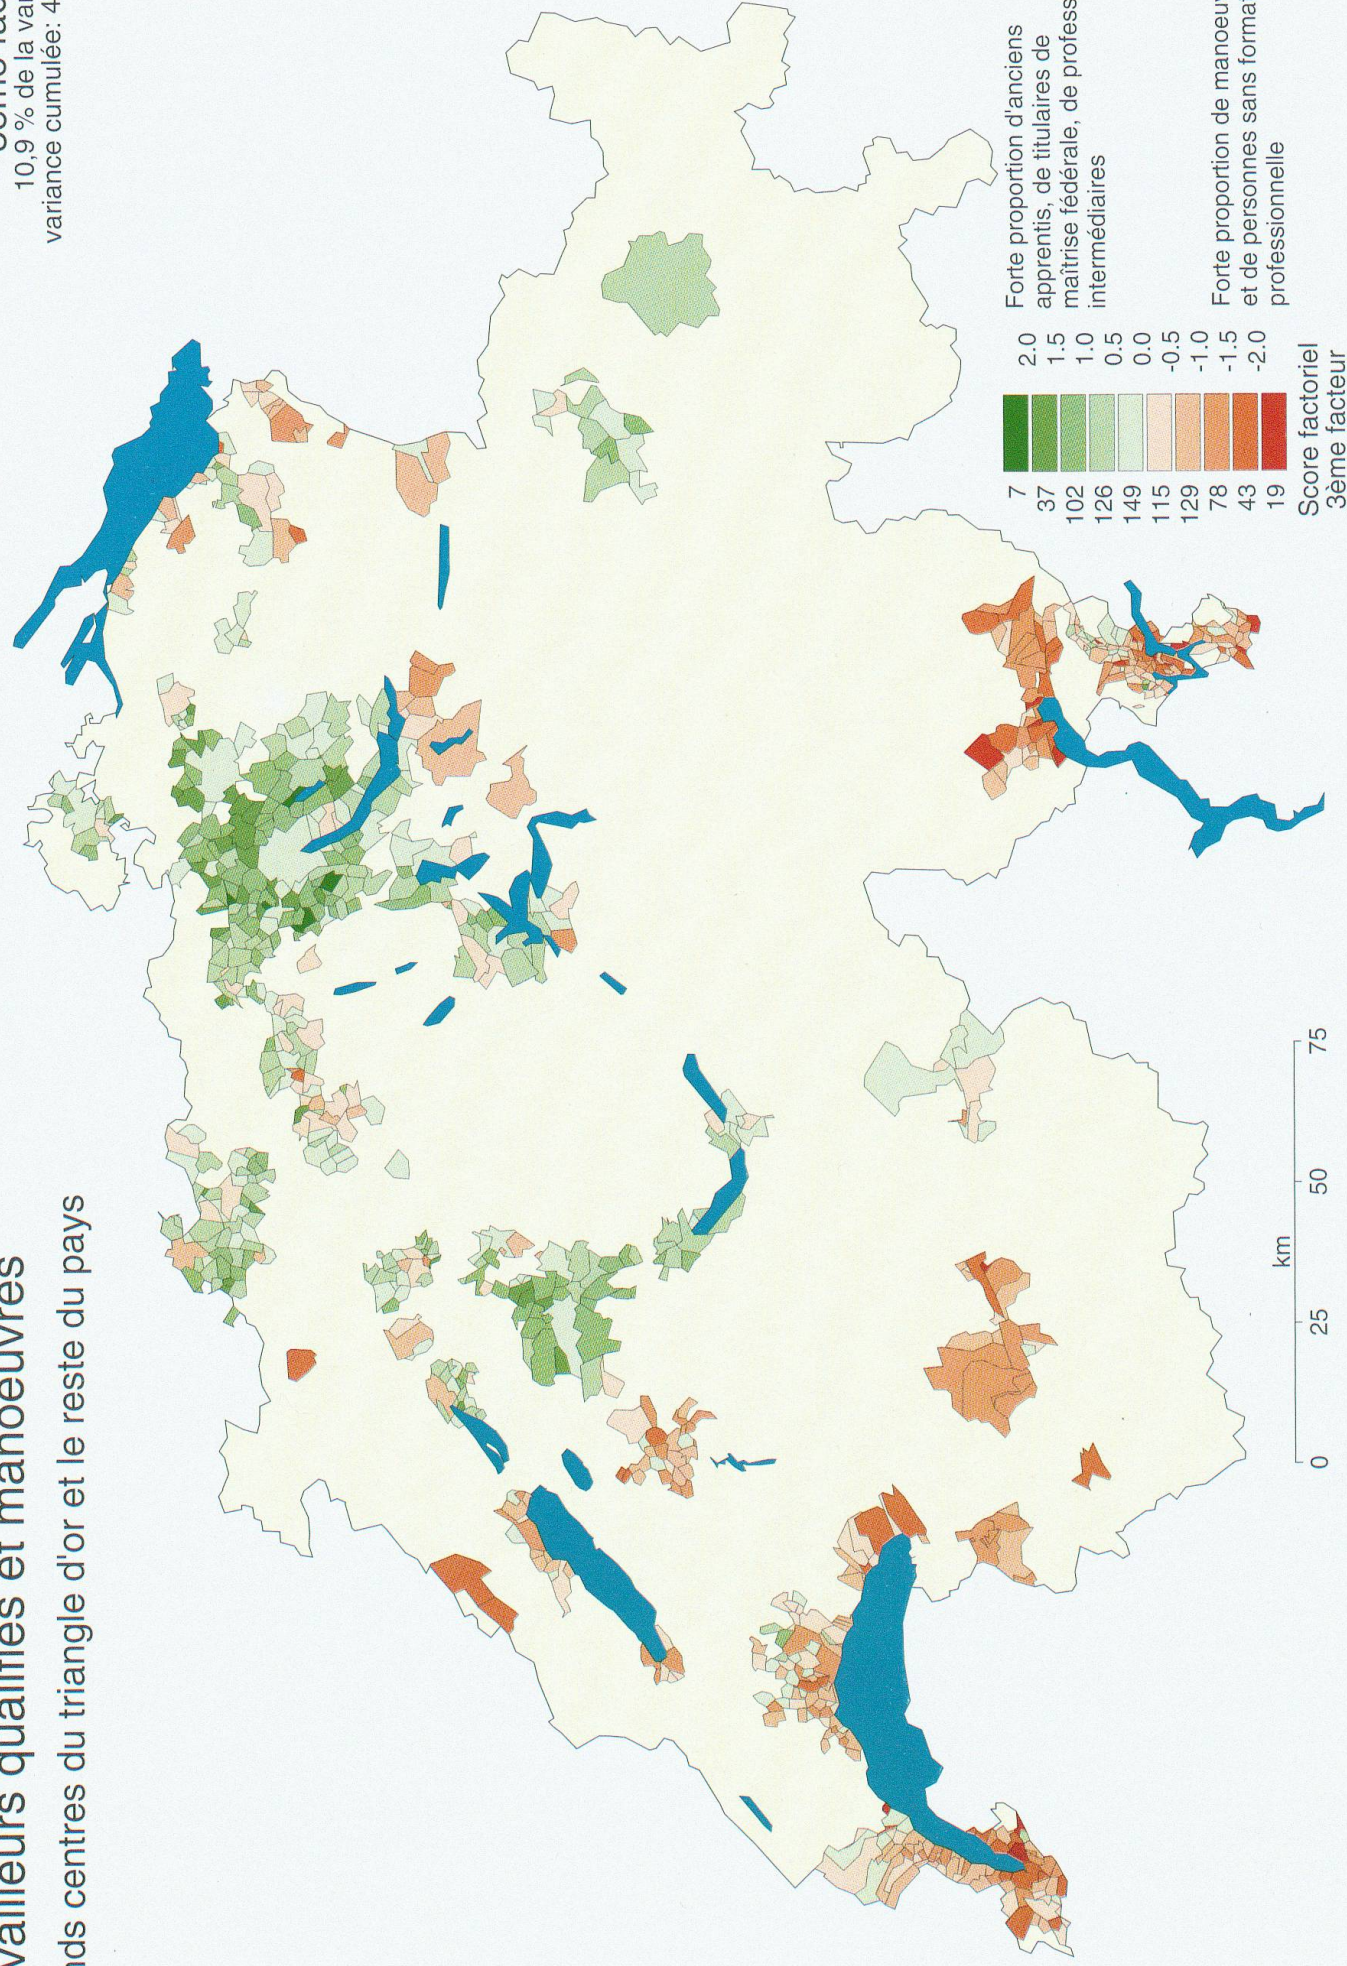 vailleurs qualifiés et manoeuvres
nds centres du triangle d'or et le reste du pays
10,9 % de la var
variance cumulée: 4
Forte proportion d'anciens
apprentis, de titulaires de
maîtrise fédérale, de profess
intermédiaires
Forte proportion de manoeuv
et de personnes sans format
professionnelle
7
37
102
126
149
115
129
78
43
19
2.0
1.5
1.0
0.5
0.0
-0.5
-1.0
-1.5
-2.0
Score factoriel
3ème facteur
km
0 25 50 75